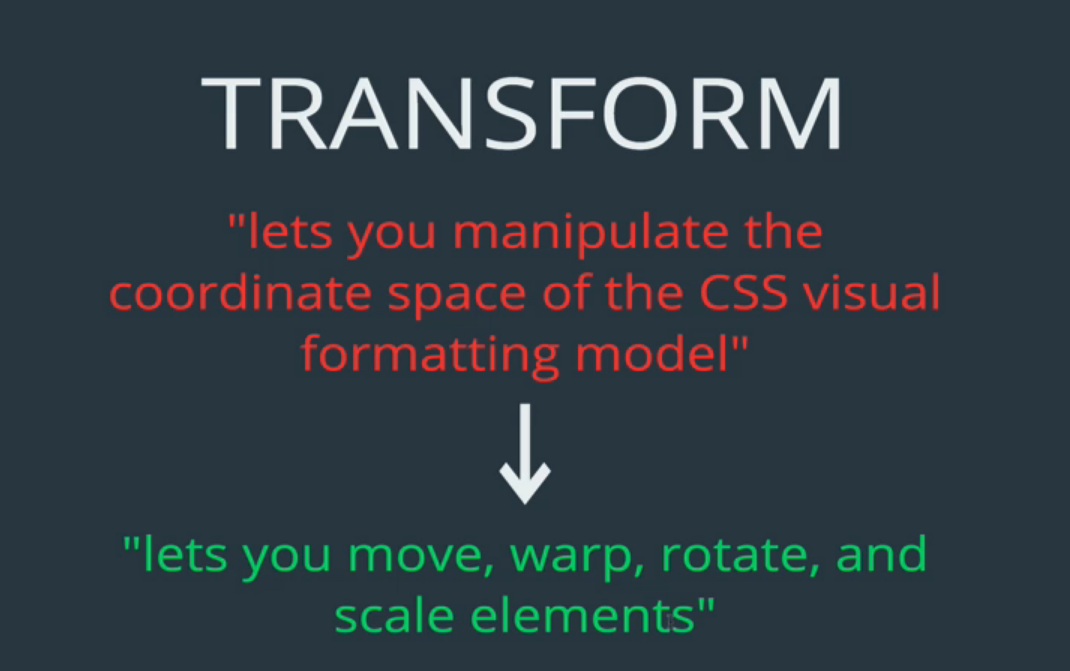 TRANSFORM
"lets you manipulate the
coordinate space of the CSS visual
formatting model"
"lets you move, warp, rotate, and
scale elements"